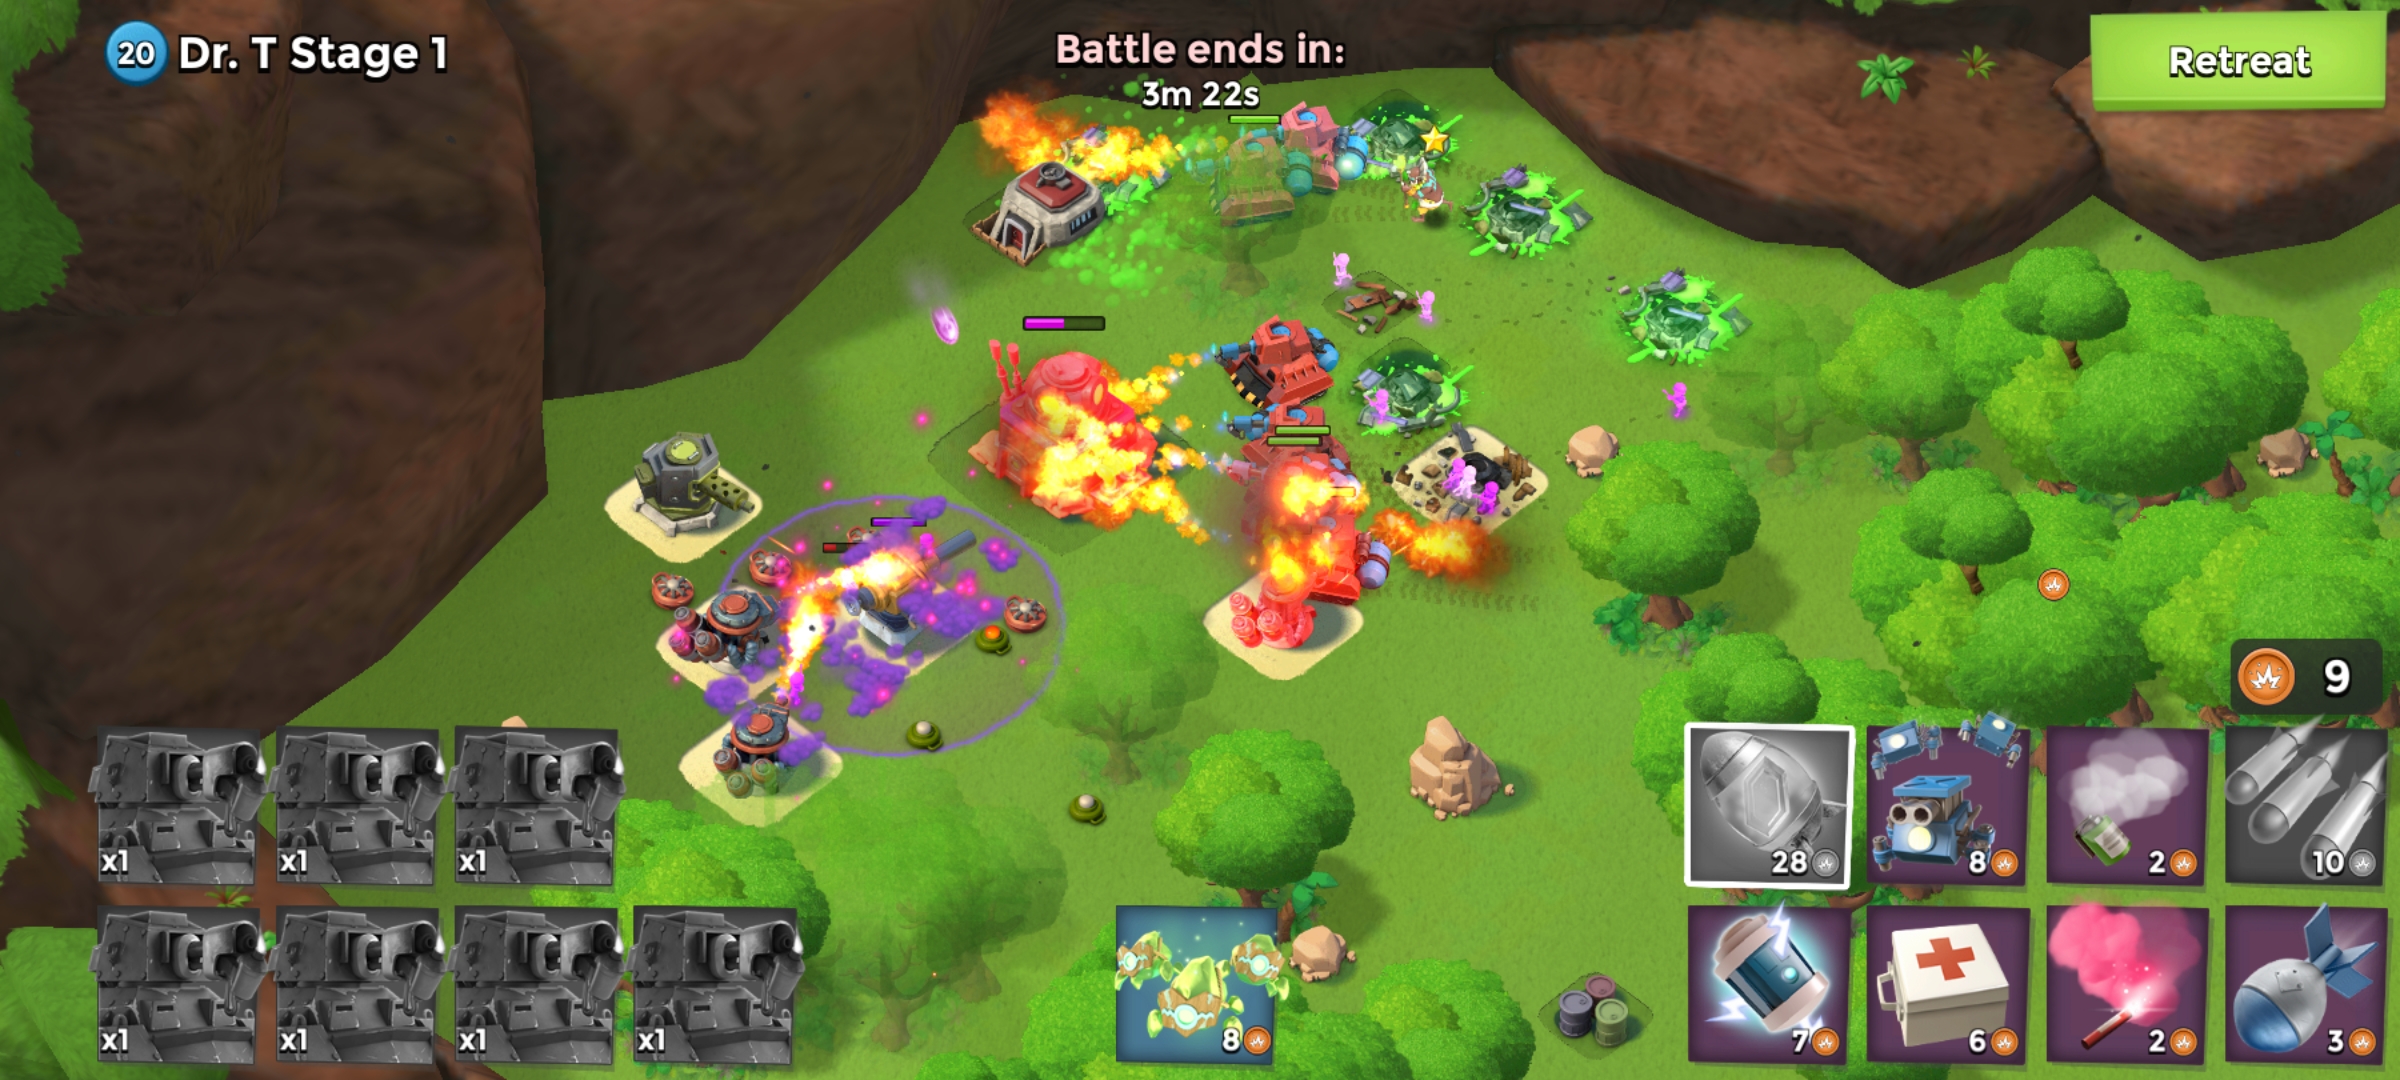 20 Dr. T Stage 1
Battle ends in:
3m 22s
Retreat
9
x1 x1 x1
28 8 2 10
x1 x1 x1 x1
8
7 6 2 3